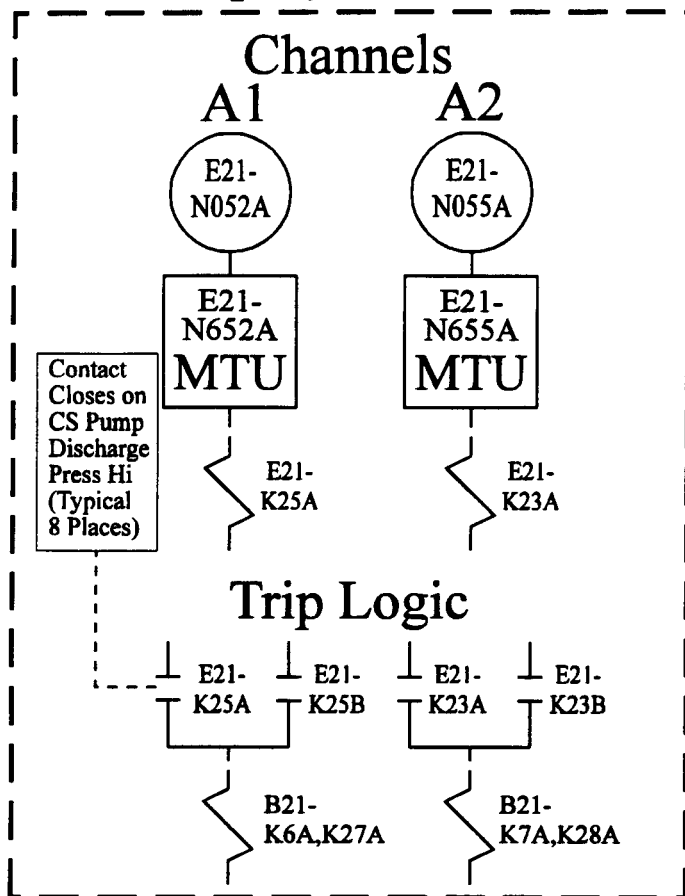 Channels
A1 A2
E21-
N052A
E21-
N055A
E21-
N652A
MTU
E21-
N655A
MTU
Contact
Closes on
CS Pump
Discharge
Press Hi
(Typical
8 Places)
E21-
K25A
E21-
K23A
Trip Logic
E21-
K25A
E21-
K25B
E21-
K23A
E21-
K23B
B21-
K6A,K27A
B21-
K7A,K28A